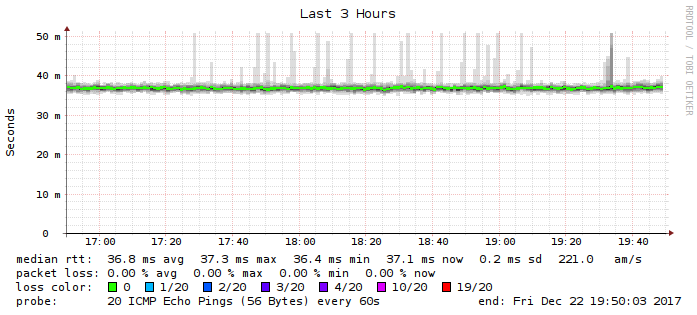 Last 3 Hours
RRDTOOL / TOBI OETIKER
Seconds
50 m
40 m
30 m
20 m
10 m
0
17:00 17:20 17:40 18:00 18:20 18:40 19:00 19:20 19:40
median rtt: 36.8 ms avg 37.3 ms max 36.4 ms min 37.1 ms now 0.2 ms sd 221.0 am/s
packet loss: 0.00 % avg 0.00 % max 0.00 % min 0.00 % now
loss color: 0 1/20 2/20 3/20 4/20 10/20 19/20
probe: 20 ICMP Echo Pings (56 Bytes) every 60s end: Fri Dec 22 19:50:03 2017